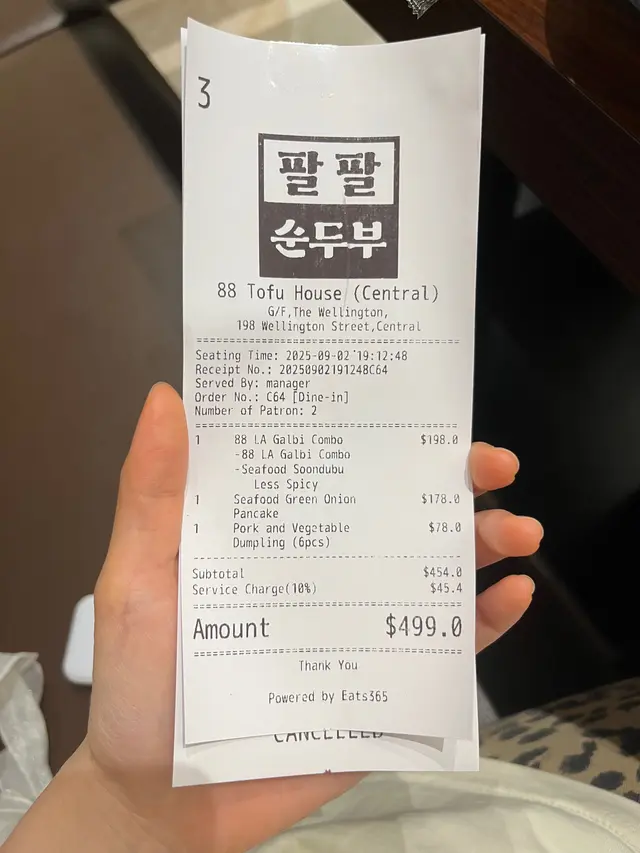 3
팔팔
순두부
88 Tofu House (Central)
G/F,The Wellington,
198 Wellington Street,Central
Seating Time: 2025-09-02 19:12:48
Receipt No.: 20250902191248C64
Served By: manager
Order No.: C64 [Dine-in]
Number of Patron: 2
1 88 LA Galbi Combo $198.0
-88 LA Galbi Combo
-Seafood Soondubu
Less Spicy
1 Seafood Green Onion $178.0
Pancake
1 Pork and Vegetable $78.0
Dumpling (6pcs)
Subtotal $454.0
Service Charge(10%) $45.4
Amount $499.0
Thank You
Powered by Eats365
CANCELLED